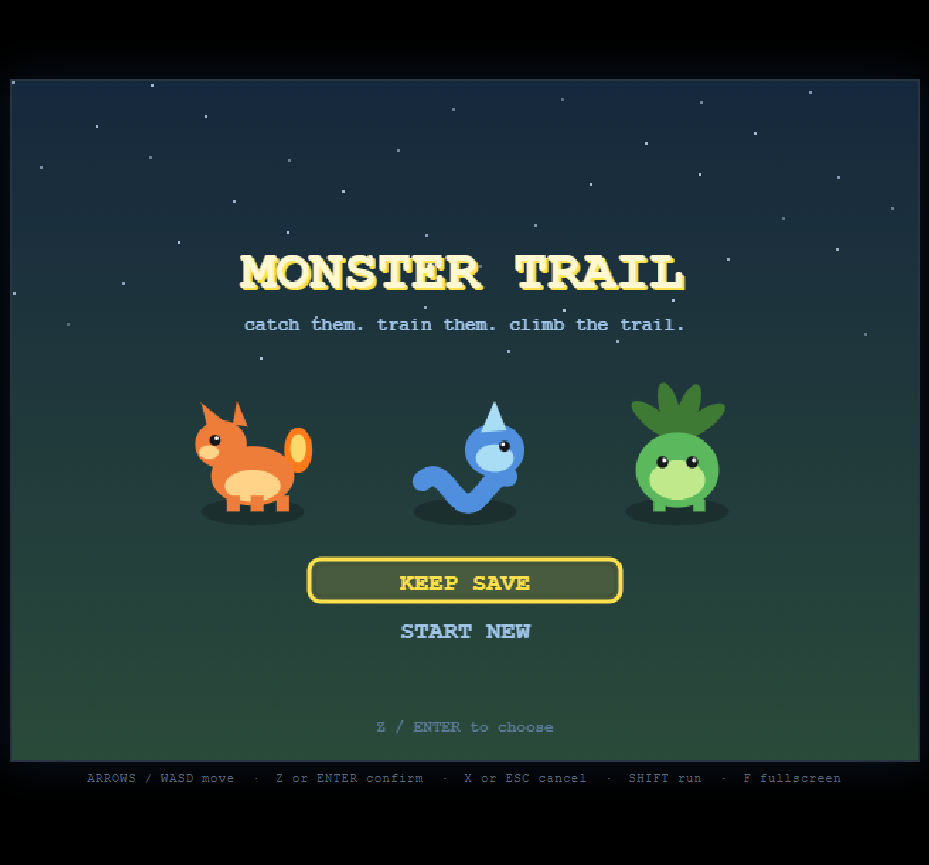 MONSTER TRAIL
catch them. train them. climb the trail.
KEEP SAVE
START NEW
Z / ENTER to choose
ARROWS / WASD move · Z or ENTER confirm · X or ESC cancel · SHIFT run · F fullscreen